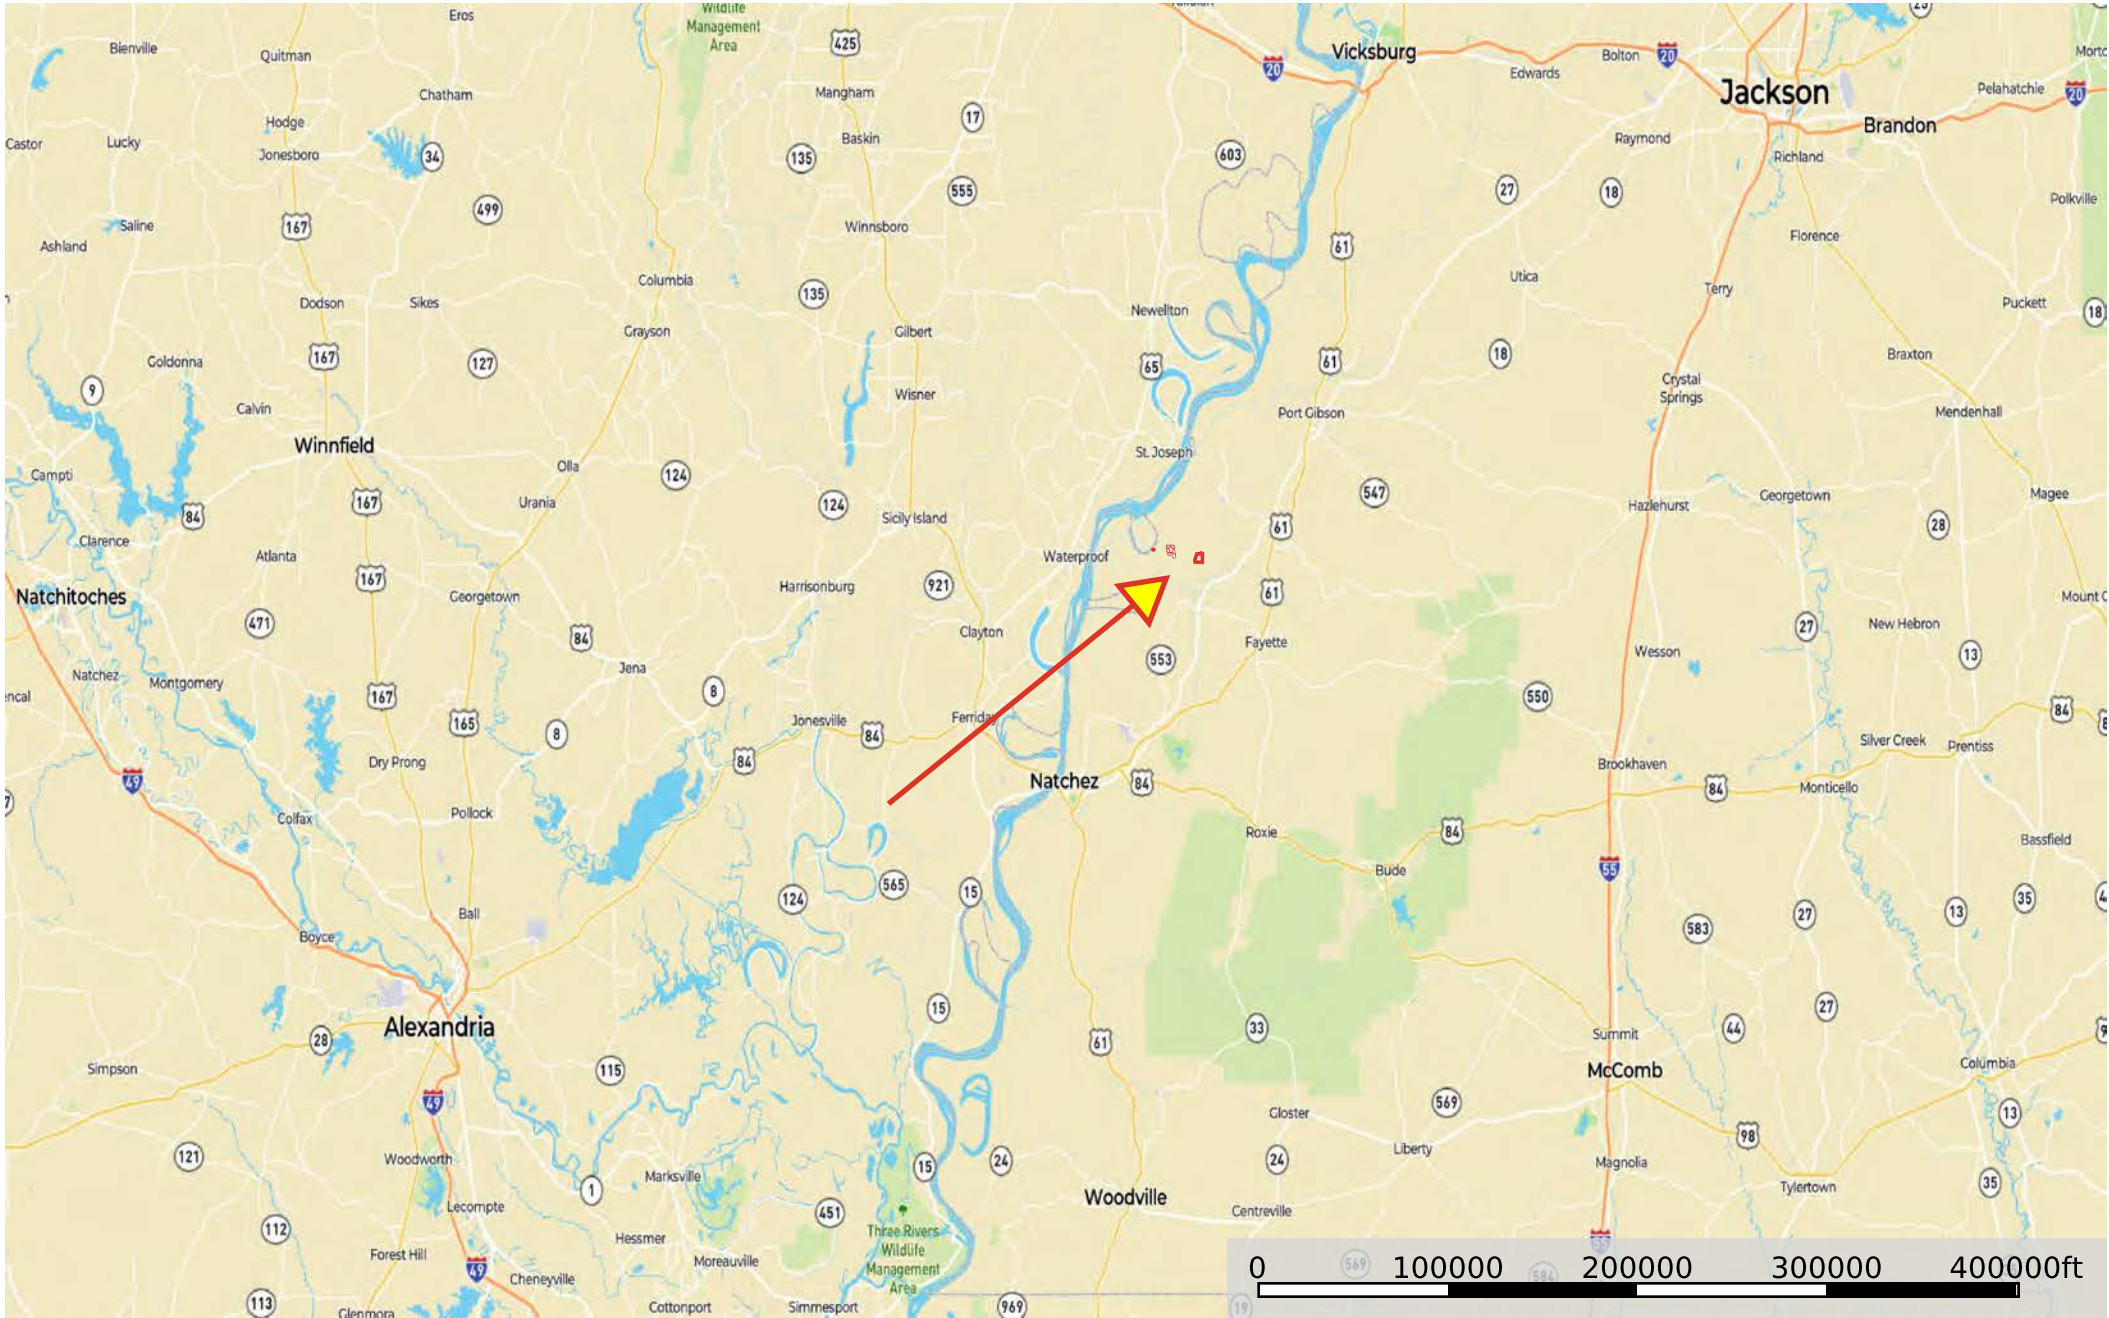 Eros
Wildlife
Management
Area
425
Vicksburg
20
Bolton
20
Bienville
Quitman
Edwards
Jackson
Pelahatchie
20
Chatham
Mangham
17
Hodge
Brandon
Castor
Lucky
Jonesboro
34
135
Baskin
603
Raymond
Richland
499
555
27
18
Polkville
Saline
167
Winnsboro
61
Florence
Ashland
Columbia
135
Utica
Terry
Dodson
Sikes
Newellton
Puckett
18
Grayson
Gilbert
Goldonna
167
127
65
61
18
Braxton
9
Calvin
Wisner
Crystal
Springs
Port Gibson
Mendenhall
Winnfield
St. Joseph
Campti
Olla
124
547
Georgetown
Magee
84
167
Urania
124
Sicily Island
61
Hazlehurst
28
Clarence
Atlanta
Waterproof
167
Harrisonburg
921
61
Natchitoches
Georgetown
471
84
Clayton
27
New Hebron
Fayette
553
Wesson
13
Natchez
Montgomery
Jena
8
167
550
84
165
8
Jonesville
84
Ferriday
Silver Creek
Prentiss
84
Dry Prong
49
Natchez
84
Brookhaven
84
Monticello
Colfax
Pollock
Roxie
84
Bassfield
Bude
55
124
565
15
13
35
Ball
27
583
Boyce
15
27
Alexandria
28
33
44
61
Summit
Simpson
115
McComb
Columbia
49
569
Gloster
13
98
121
Woodworth
15
24
24
Liberty
Magnolia
Marksville
1
35
Tylertown
Lecompte
451
Woodville
Centreville
112
Three Rivers
Wildlife
Management
Area
Hessmer
Forest Hill
Moreauville
49
Cheneyville
0 100000 200000 300000 400000ft
569
584
113
Glenmora
Cottonport
Simmesport
969
19